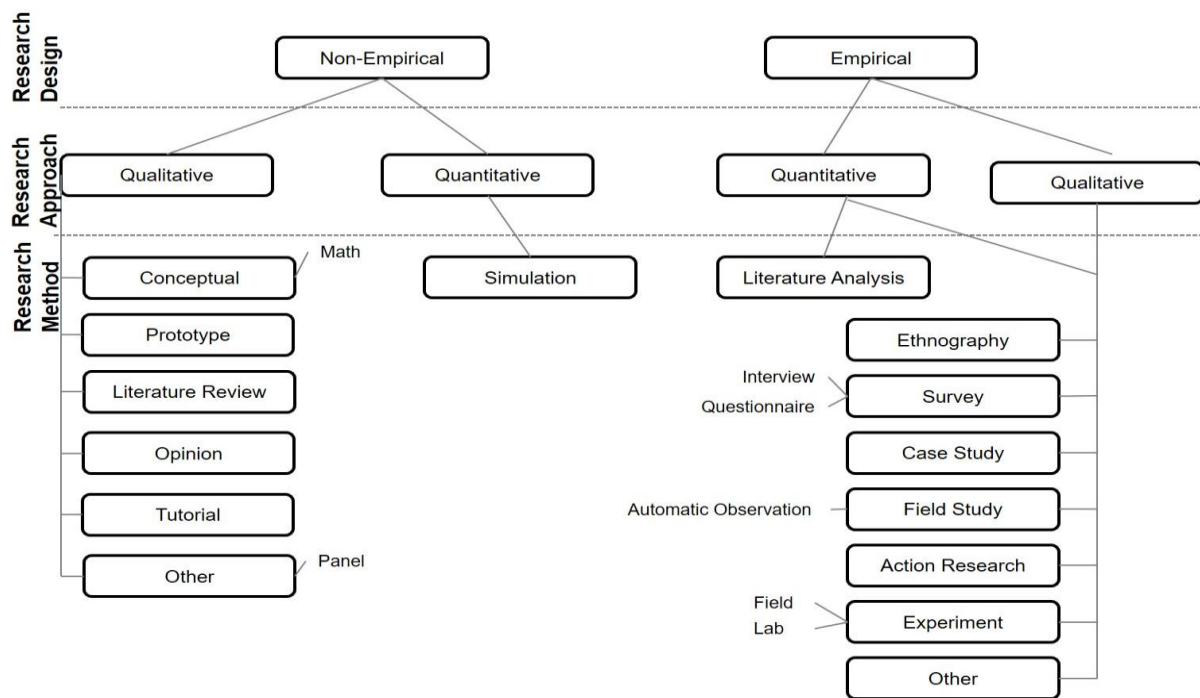 Research
Design
Non-Empirical
Empirical
Research
Approach
Qualitative
Quantitative
Quantitative
Qualitative
Research
Method
Math
Conceptual
Simulation
Literature Analysis
Prototype
Ethnography
Literature Review
Interview
Questionnaire
Survey
Opinion
Case Study
Tutorial
Automatic Observation
Field Study
Other
Panel
Action Research
Field
Lab
Experiment
Other